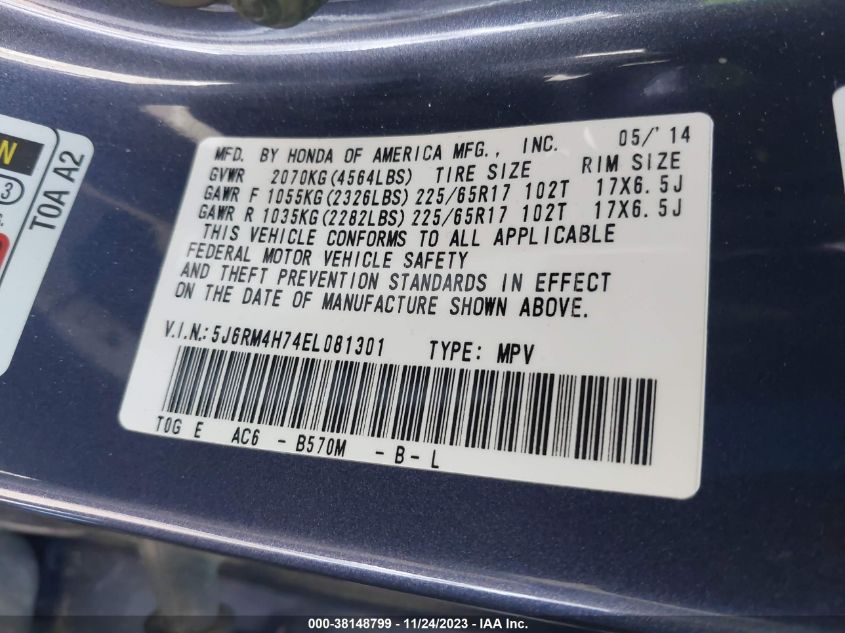 MFD. BY HONDA OF AMERICA MFG., INC. 05/'14
GVWR 2070KG(4564LBS) TIRE SIZE RIM SIZE
GAWR F 1055KG(2326LBS) 225/65R17 102T 17X6.5J
GAWR R 1035KG(2282LBS) 225/65R17 102T 17X6.5J
THIS VEHICLE CONFORMS TO ALL APPLICABLE
FEDERAL MOTOR VEHICLE SAFETY
AND THEFT PREVENTION STANDARDS IN EFFECT
ON THE DATE OF MANUFACTURE SHOWN ABOVE.
V.I.N.: 5J6RM4H74EL081301 TYPE: MPV
T0G E AC6 - B570M - B - L
N
3
T0A A2
000-38148799 - 11/24/2023 - IAAI Inc.